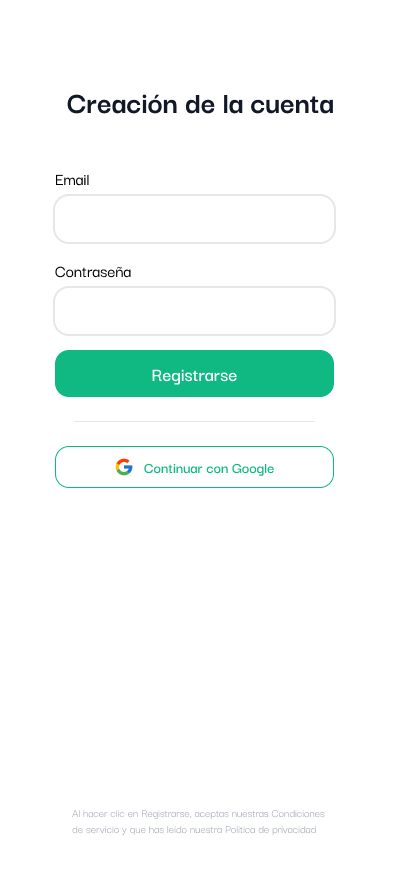 Creación de la cuenta
Email
Contraseña
Registrarse
Continuar con Google
Al hacer clic en Registrarse, aceptas nuestras Condiciones
de servicio y que has leido nuestra Política de privacidad